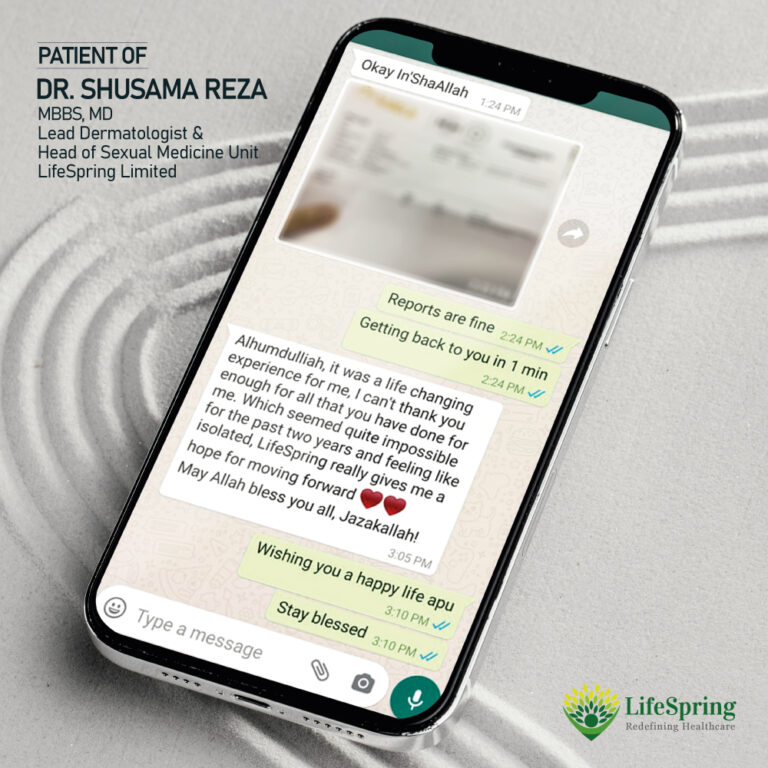 PATIENT OF
DR. SHUSAMA REZA
MBBS, MD
Lead Dermatologist &
Head of Sexual Medicine Unit
LifeSpring Limited
Okay In'ShaAllah
1:24 PM
Reports are fine 2:24 PM
Getting back to you in 1 min
2:24 PM
Alhumdulliah, it was a life changing
experience for me, I can't thank you
enough for all that you have done for
me. Which seemed quite impossible
for the past two years and feeling like
isolated, LifeSpring really gives me a
hope for moving forward ❤❤
May Allah bless you all, Jazakallah!
3:05 PM
Wishing you a happy life apu
3:10 PM
Stay blessed 3:10 PM
Type a message
LifeSpring
Redefining Healthcare